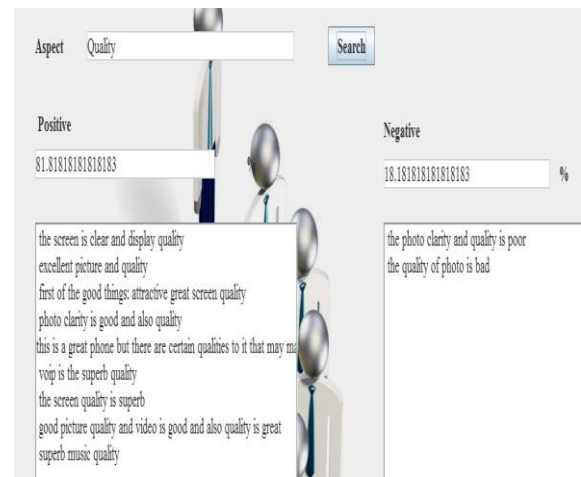 Aspect Quality Search
Positive
Negative
81.81818181818183 %
18.181818181818183 %
the screen is clear and display quality
excellent picture and quality
first of the good things: attractive great screen quality
photo clarity is good and also quality
this is a great phone but there are certain qualities to it that may
voip is the superb quality
the screen quality is superb
good picture quality and video is good and also quality is great
superb music quality
the photo clarity and quality is poor
the quality of photo is bad